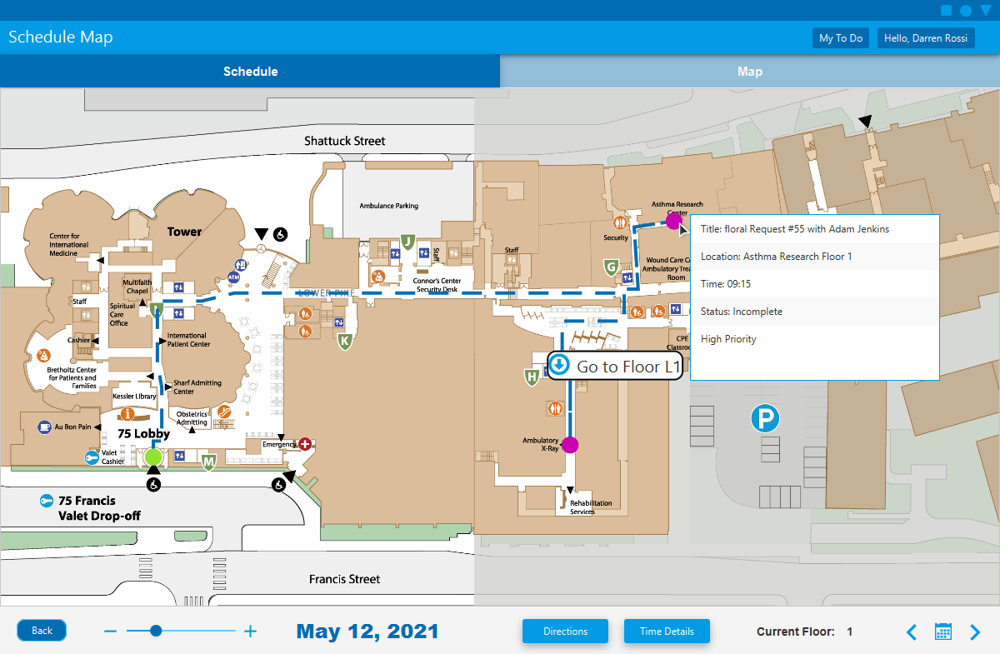 Schedule Map
My To Do
Hello, Darren Rossi
Schedule
Map
Shattuck Street
Ambulance Parking
Tower
Center for
International
Medicine
Asthma Research
Center
Security
Title: floral Request #55 with Adam Jenkins
Location: Asthma Research Floor 1
Time: 09:15
Status: Incomplete
High Priority
J
Staff
Staff
G
Wound Care
Ambulatory
Room
ATM
Multifaith
Chapel
Connor's Center
Security Desk
LOWER PIKE
Staff
Spiritual
Care
Office
Cashier
International
Patient Center
K
CPE
Go to Floor L1
H
Bretholtz Center
for Patients and
Families
Sharf Admitting
Center
Kessler Library
Obstetrics
Admitting
i
Au Bon Pain
75 Lobby
Emergency
Ambulatory
X-Ray
P
Valet
Cashier
M
75 Francis
Valet Drop-off
Rehabilitation
Services
Francis Street
Back
May 12, 2021
Directions
Time Details
Current Floor: 1